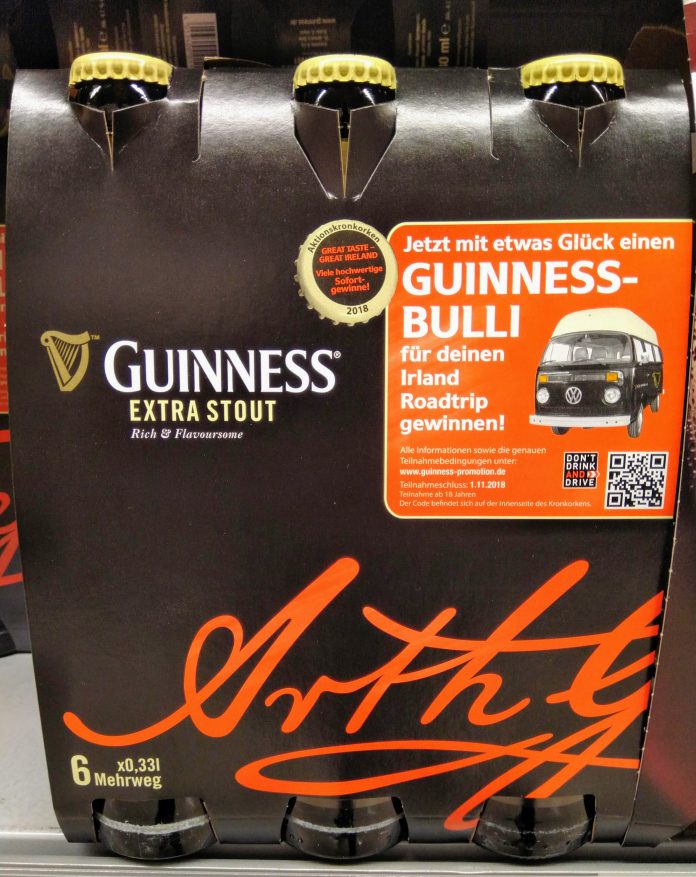 Aktionskronkorken
GREAT TASTE –
GREAT IRELAND
Viele hochwertige
Sofort-
gewinne!
2018
Jetzt mit etwas Glück einen
GUINNESS-
BULLI
für deinen
Irland
Roadtrip
gewinnen!
Alle Informationen sowie die genauen
Teilnahmebedingungen unter:
www.guinness-promotion.de
Teilnahmeschluss: 1.11.2018
Teilnahme ab 18 Jahren
Der Code befindet sich auf der Innenseite des Kronkorkens.
DON'T
DRINK
AND
DRIVE
GUINNESS®
EXTRA STOUT
Rich & Flavoursome
Arth G
6 x0,33l
Mehrweg